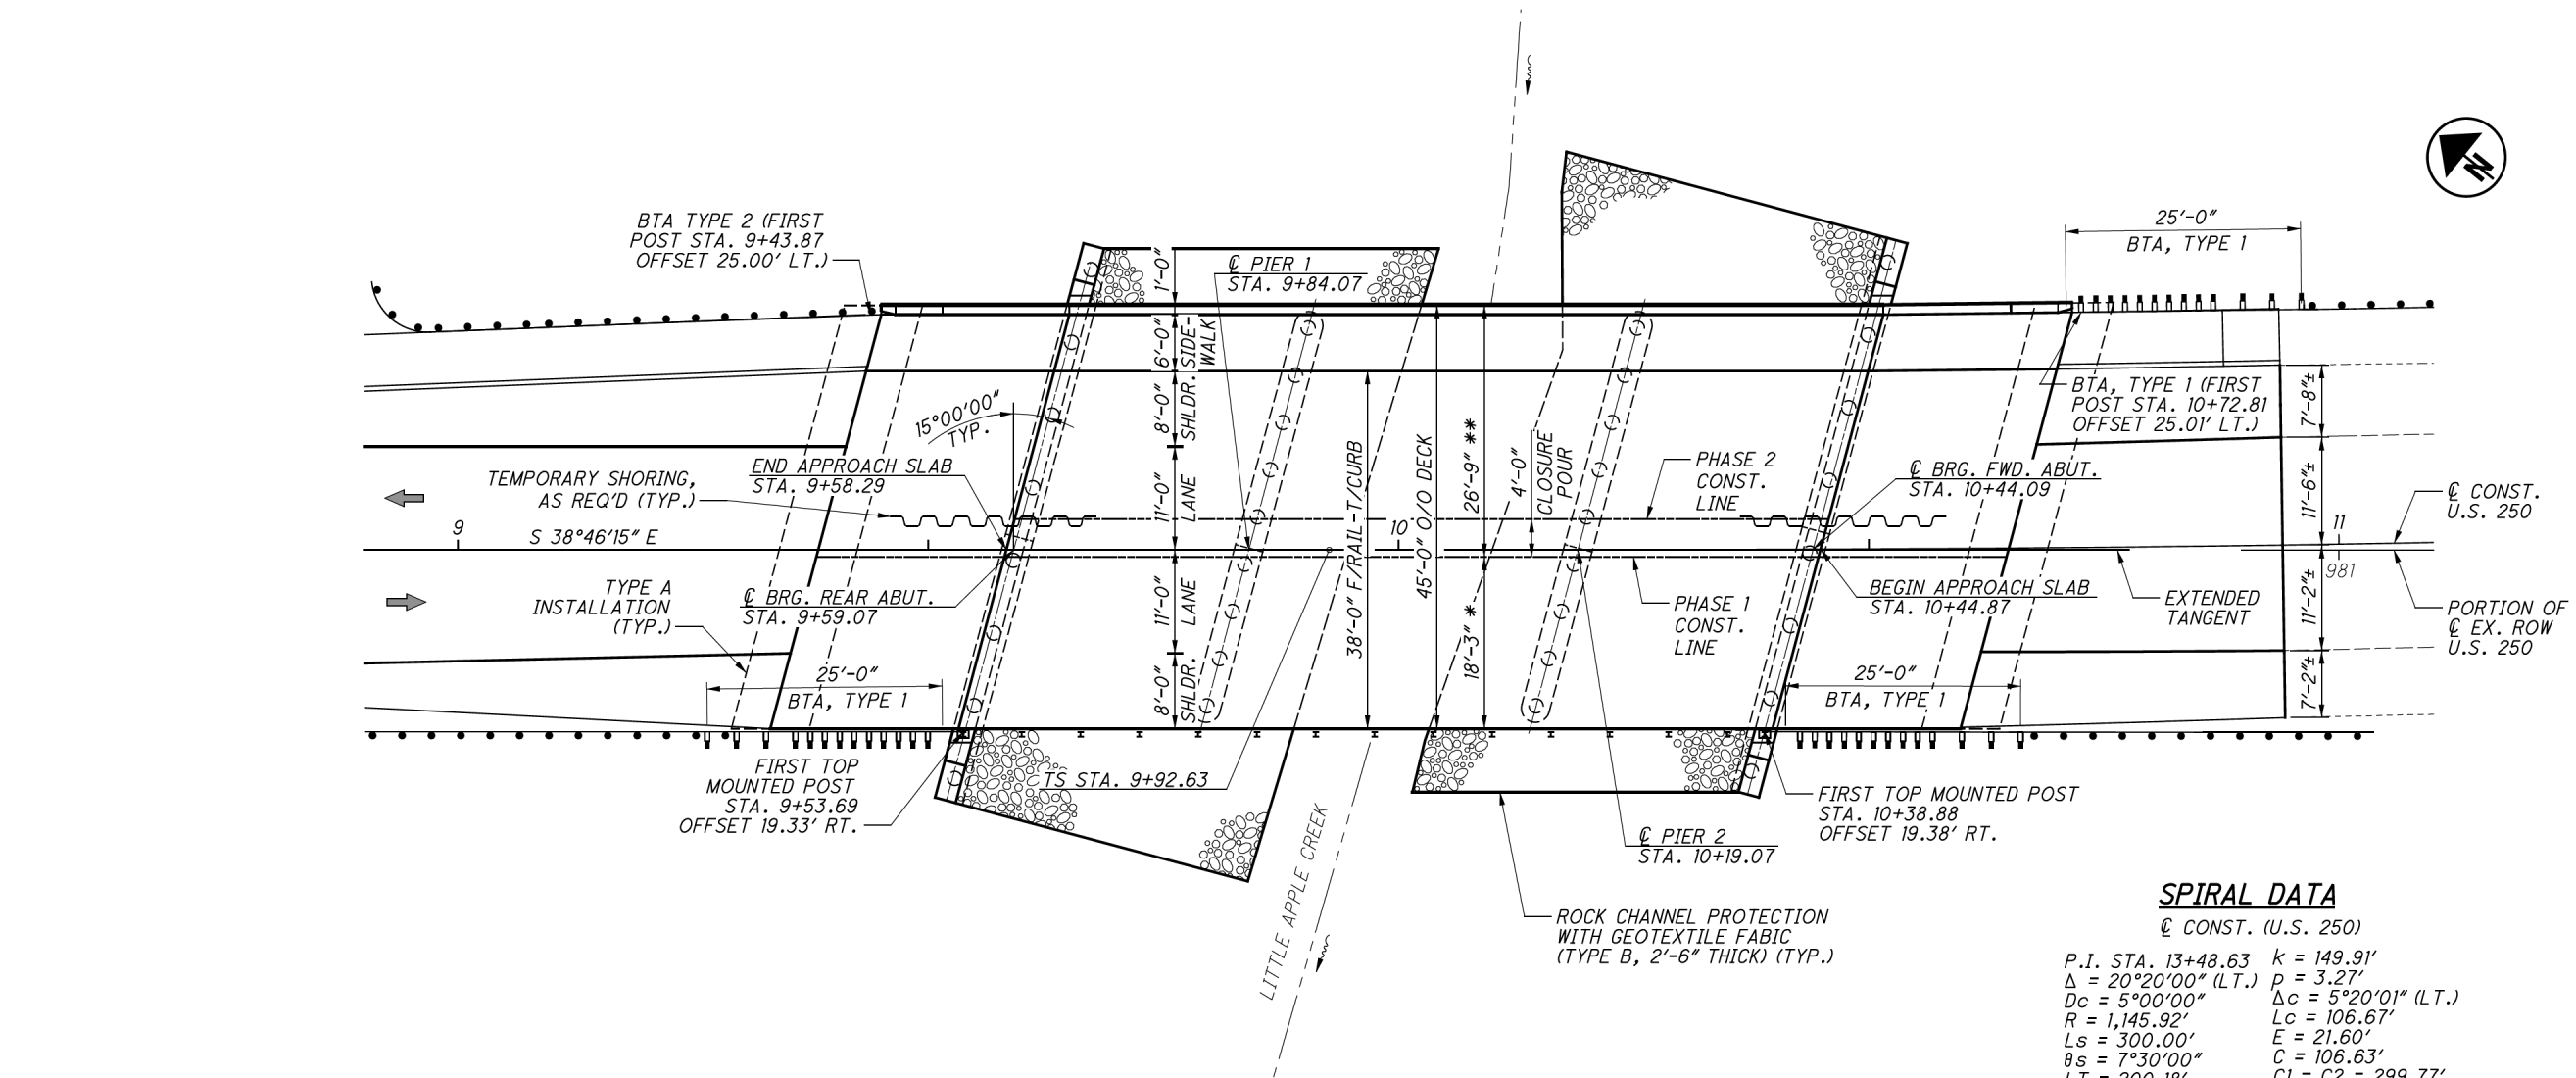 BTA TYPE 2 (FIRST
POST STA. 9+43.87
OFFSET 25.00' LT.)
1'-0"
℄ PIER 1
STA. 9+84.07
25'-0"
BTA, TYPE 1
N
6'-0"
SIDE-
WALK
8'-0"
SHLDR.
15°00'00"
TYP.
38'-0" F/RAIL-T/CURB
45'-0" O/O DECK
26'-9" **
4'-0"
CLOSURE
POUR
PHASE 2
CONST.
LINE
BTA, TYPE 1 (FIRST
POST STA. 10+72.81
OFFSET 25.01' LT.)
7'-8"±
TEMPORARY SHORING,
AS REQ'D (TYP.)
END APPROACH SLAB
STA. 9+58.29
11'-0"
LANE
℄ BRG. FWD. ABUT.
STA. 10+44.09
11'-6"±
℄ CONST.
U.S. 250
9
S 38°46'15" E
10
11
981
TYPE A
INSTALLATION
(TYP.)
℄ BRG. REAR ABUT.
STA. 9+59.07
11'-0"
LANE
18'-3" *
PHASE 1
CONST.
LINE
BEGIN APPROACH SLAB
STA. 10+44.87
EXTENDED
TANGENT
11'-2"±
PORTION OF
℄ EX. ROW
U.S. 250
25'-0"
BTA, TYPE 1
8'-0"
SHLDR.
25'-0"
BTA, TYPE 1
7'-2"±
FIRST TOP
MOUNTED POST
STA. 9+53.69
OFFSET 19.33' RT.
TS STA. 9+92.63
LITTLE APPLE CREEK
℄ PIER 2
STA. 10+19.07
FIRST TOP MOUNTED POST
STA. 10+38.88
OFFSET 19.38' RT.
ROCK CHANNEL PROTECTION
WITH GEOTEXTILE FABIC
(TYPE B, 2'-6" THICK) (TYP.)
SPIRAL DATA
℄ CONST. (U.S. 250)
P.I. STA. 13+48.63
Δ = 20°20'00" (LT.)
Dc = 5°00'00"
R = 1,145.92'
Ls = 300.00'
θs = 7°30'00"
k = 149.91'
p = 3.27'
Δc = 5°20'01" (LT.)
Lc = 106.67'
E = 21.60'
C = 106.63'
C1 = C2 = 299.77'